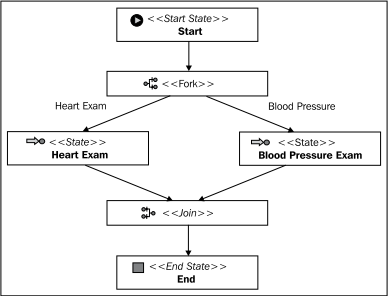 <<Start State>>
Start
<<Fork>>
Heart Exam
Blood Pressure
<<State>>
Heart Exam
<<State>>
Blood Pressure Exam
<<Join>>
<<End State>>
End